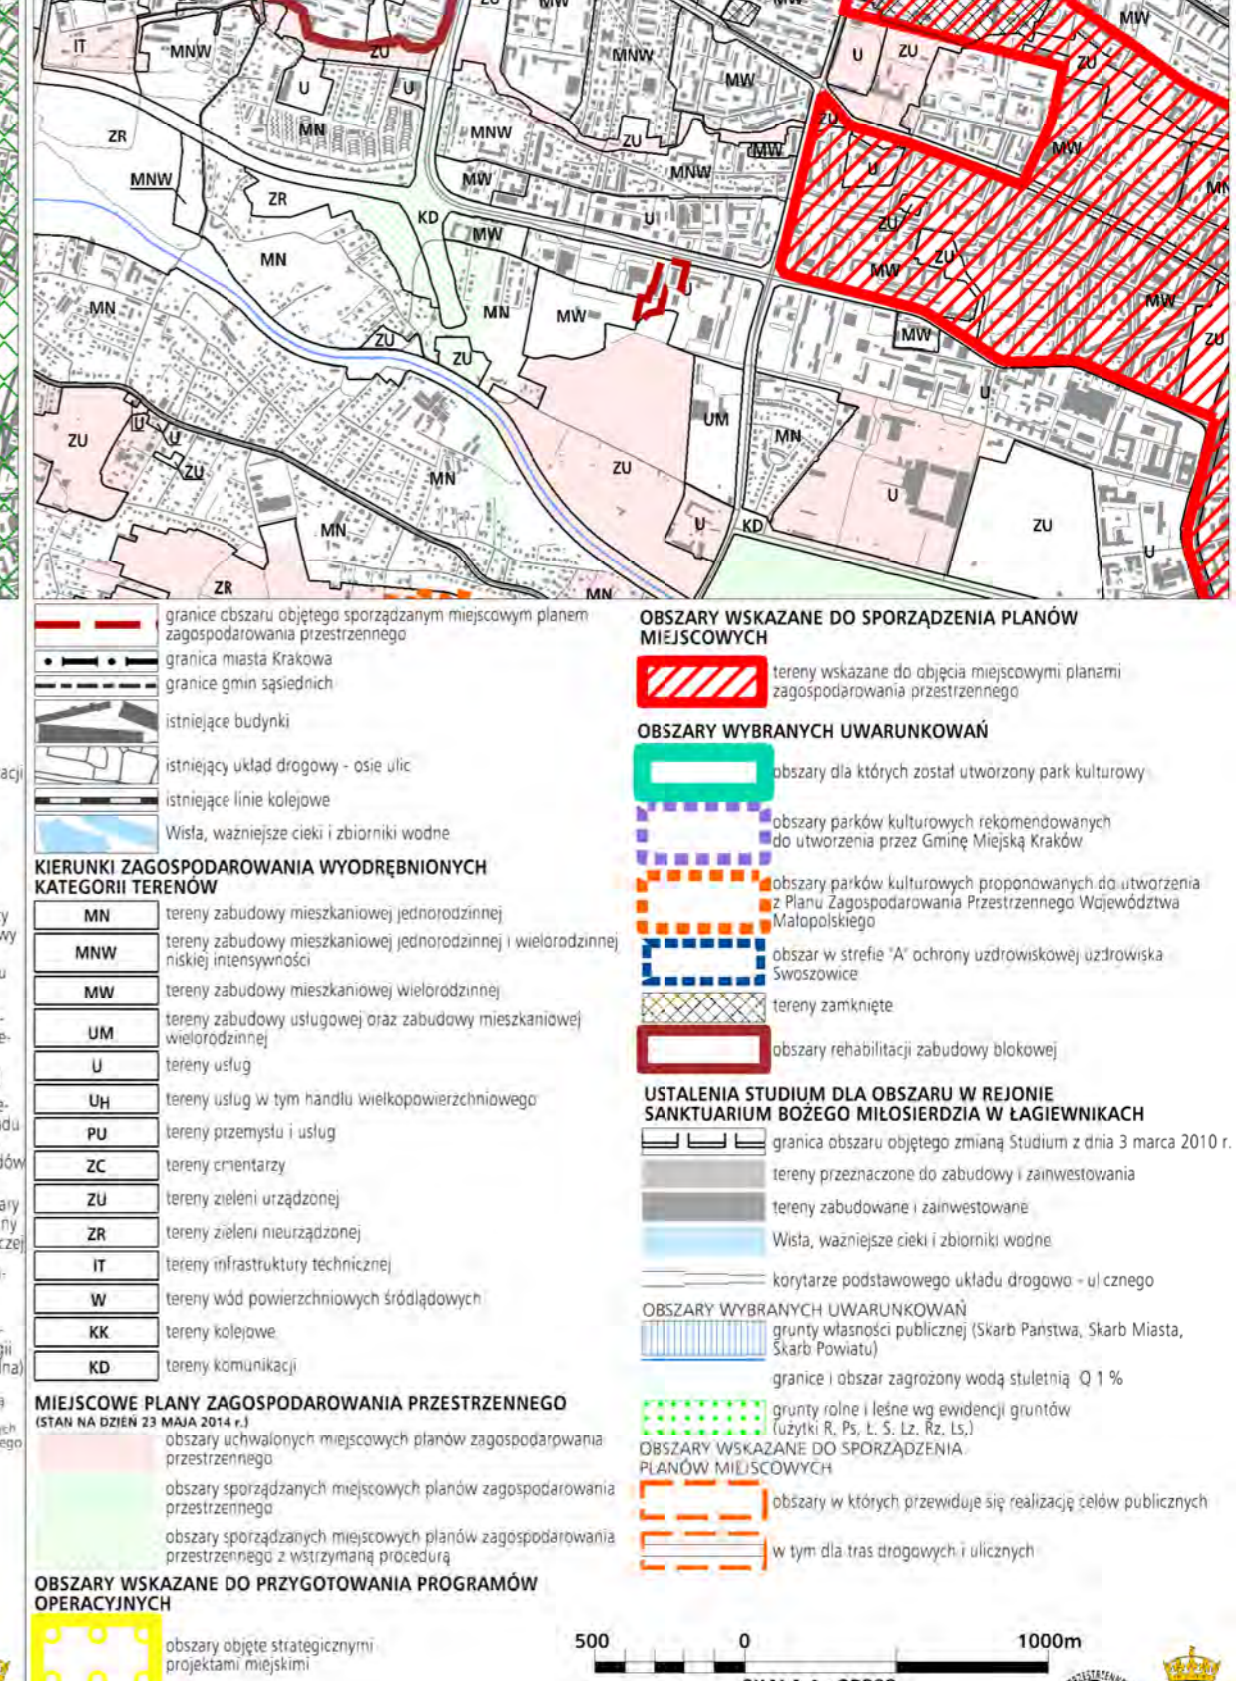 ZU
MW
MW
IT
MNW
ZU
U
U
MN
ZR
MNW
MNW
MW
U
ZU
ZU
MW
ZU
MNW
MW
MNW
MW
U
ZU
MW
ZR
MN
KD
MW
U
ZU
ZU
MW
MW
ZU
MN
MN
MW
U
ZU
ZU
MW
U
ZU
U
U
ZU
MN
MN
ZU
UM
MN
U
U
KD
ZU
U
ZR
MN
granice obszaru objętego sporządzanym miejscowym planem
zagospodarowania przestrzennego
granica miasta Krakowa
granice gmin sąsiednich
istniejące budynki
istniejący układ drogowy - osie ulic
istniejące linie kolejowe
Wisła, ważniejsze cieki i zbiorniki wodne
KIERUNKI ZAGOSPODAROWANIA WYODRĘBNIONYCH
KATEGORII TERENÓW
MN tereny zabudowy mieszkaniowej jednorodzinnej
MNW tereny zabudowy mieszkaniowej jednorodzinnej i wielorodzinnej
niskiej intensywności
MW tereny zabudowy mieszkaniowej wielorodzinnej
UM tereny zabudowy usługowej oraz zabudowy mieszkaniowej
wielorodzinnej
U tereny usług
UH tereny usług w tym handlu wielkopowierzchniowego
PU tereny przemysłu i usług
ZC tereny cmentarzy
ZU tereny zieleni urządzonej
ZR tereny zieleni nieurządzonej
IT tereny infrastruktury technicznej
W tereny wód powierzchniowych śródlądowych
KK tereny kolejowe
KD tereny komunikacji
MIEJSCOWE PLANY ZAGOSPODAROWANIA PRZESTRZENNEGO
(STAN NA DZIEŃ 23 MAJA 2014 r.)
obszary uchwalonych miejscowych planów zagospodarowania
przestrzennego
obszary sporządzanych miejscowych planów zagospodarowania
przestrzennego
obszary sporządzanych miejscowych planów zagospodarowania
przestrzennego z wstrzymaną procedurą
OBSZARY WSKAZANE DO PRZYGOTOWANIA PROGRAMÓW
OPERACYJNYCH
obszary objęte strategicznymi
projektami miejskimi
OBSZARY WSKAZANE DO SPORZĄDZENIA PLANÓW
MIEJSCOWYCH
tereny wskazane do objęcia miejscowymi planami
zagospodarowania przestrzennego
OBSZARY WYBRANYCH UWARUNKOWAŃ
obszary dla których został utworzony park kulturowy
obszary parków kulturowych rekomendowanych
do utworzenia przez Gminę Miejską Kraków
obszary parków kulturowych proponowanych do utworzenia
z Planu Zagospodarowania Przestrzennego Województwa
Małopolskiego
obszar w strefie "A" ochrony uzdrowiskowej uzdrowiska
Swoszowice
tereny zamknięte
obszary rehabilitacji zabudowy blokowej
USTALENIA STUDIUM DLA OBSZARU W REJONIE
SANKTUARIUM BOŻEGO MIŁOSIERDZIA W ŁAGIEWNIKACH
granica obszaru objętego zmianą Studium z dnia 3 marca 2010 r.
tereny przeznaczone do zabudowy i zainwestowania
tereny zabudowane i zainwestowane
Wisła, ważniejsze cieki i zbiorniki wodne
korytarze podstawowego układu drogowo - ulicznego
OBSZARY WYBRANYCH UWARUNKOWAŃ
grunty własności publicznej (Skarb Państwa, Skarb Miasta,
Skarb Powiatu)
granice i obszar zagrożony wodą stuletnią Q 1 %
grunty rolne i leśne wg ewidencji gruntów
(użytki R, Ps, Ł, S, Lz, Rz, Ls,)
OBSZARY WSKAZANE DO SPORZĄDZENIA
PLANÓW MIEJSCOWYCH
obszary w których przewiduje się realizację celów publicznych
w tym dla tras drogowych i ulicznych
500 0 1000m